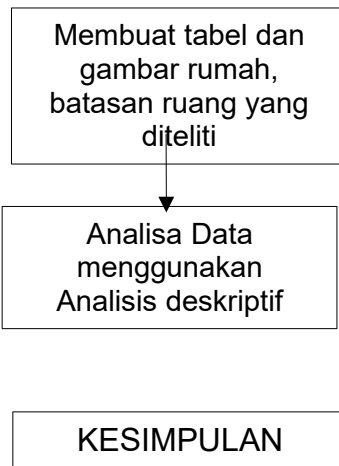 Membuat tabel dan
gambar rumah,
batasan ruang yang
diteliti
Analisa Data
menggunakan
Analisis deskriptif
KESIMPULAN